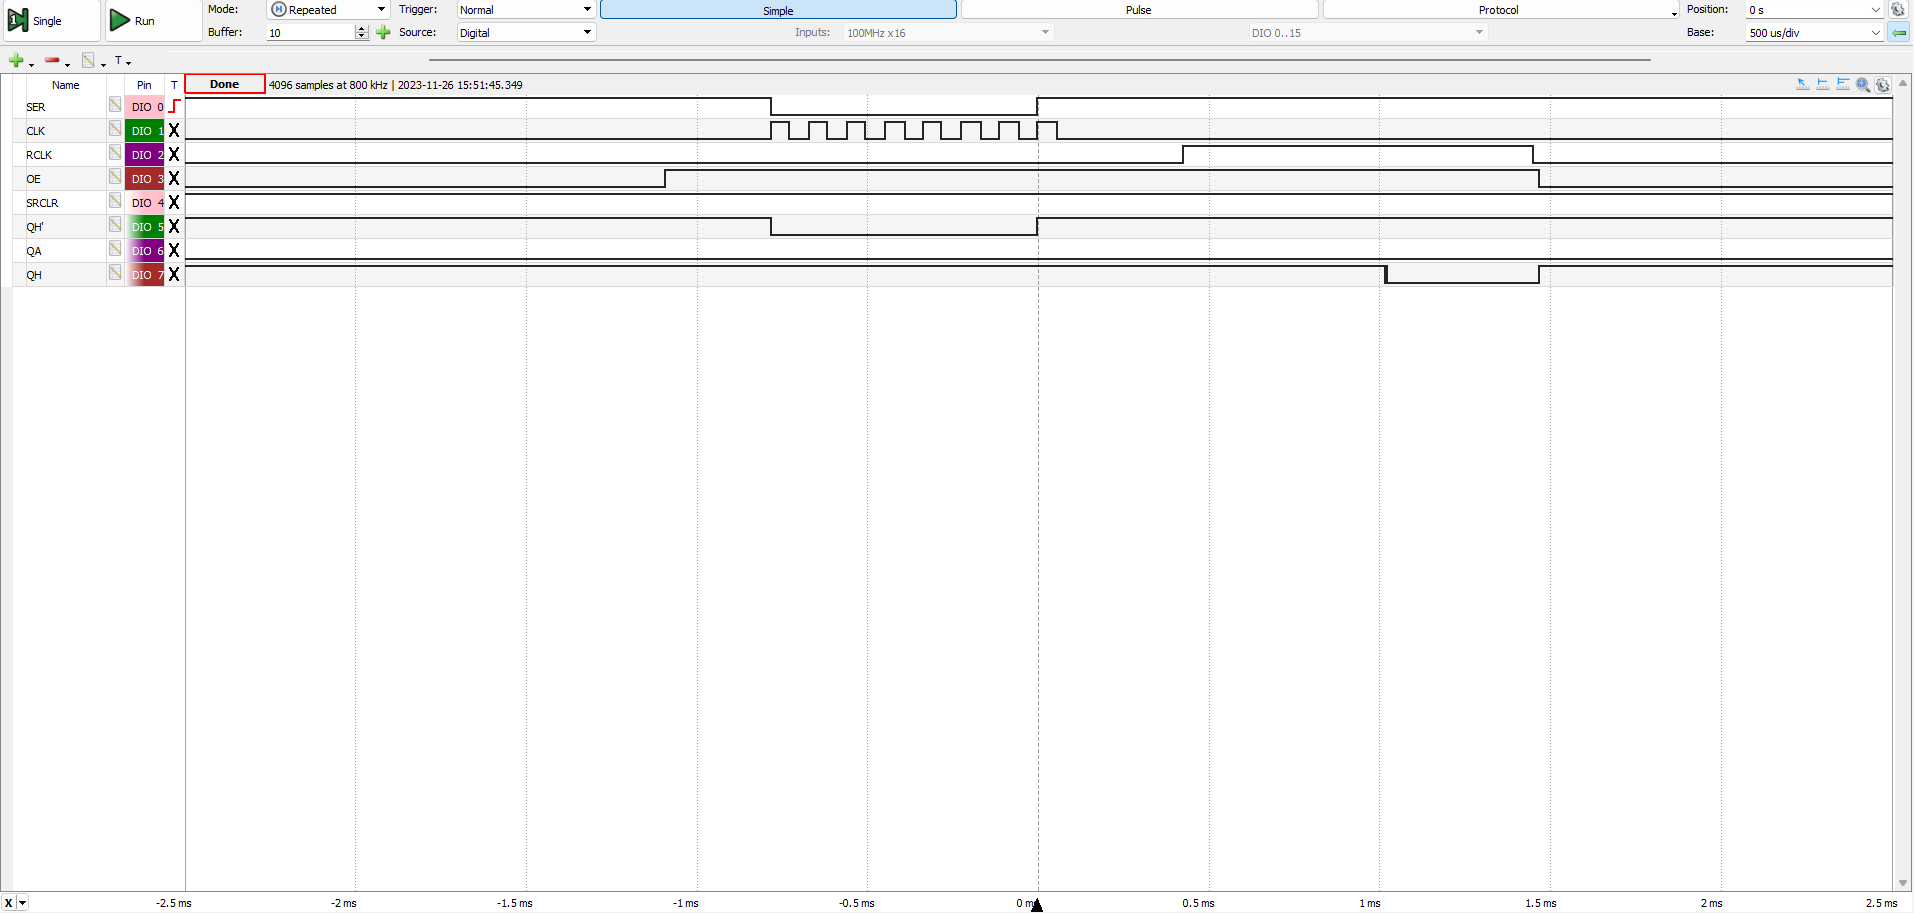 Single
Run
Mode: Repeated Trigger: Normal Simple Pulse Protocol Position: 0 s
Buffer: 10 Source: Digital Inputs: 100MHz x16 DIO 0..15 Base: 500 us/div
T
Name Pin T Done 4096 samples at 800 kHz | 2023-11-26 15:51:45.349
SER DIO 0
CLK DIO 1 X
RCLK DIO 2 X
OE DIO 3 X
SRCLR DIO 4 X
QH' DIO 5 X
QA DIO 6 X
QH DIO 7 X
X -2.5 ms -2 ms -1.5 ms -1 ms -0.5 ms 0 ms 0.5 ms 1 ms 1.5 ms 2 ms 2.5 ms